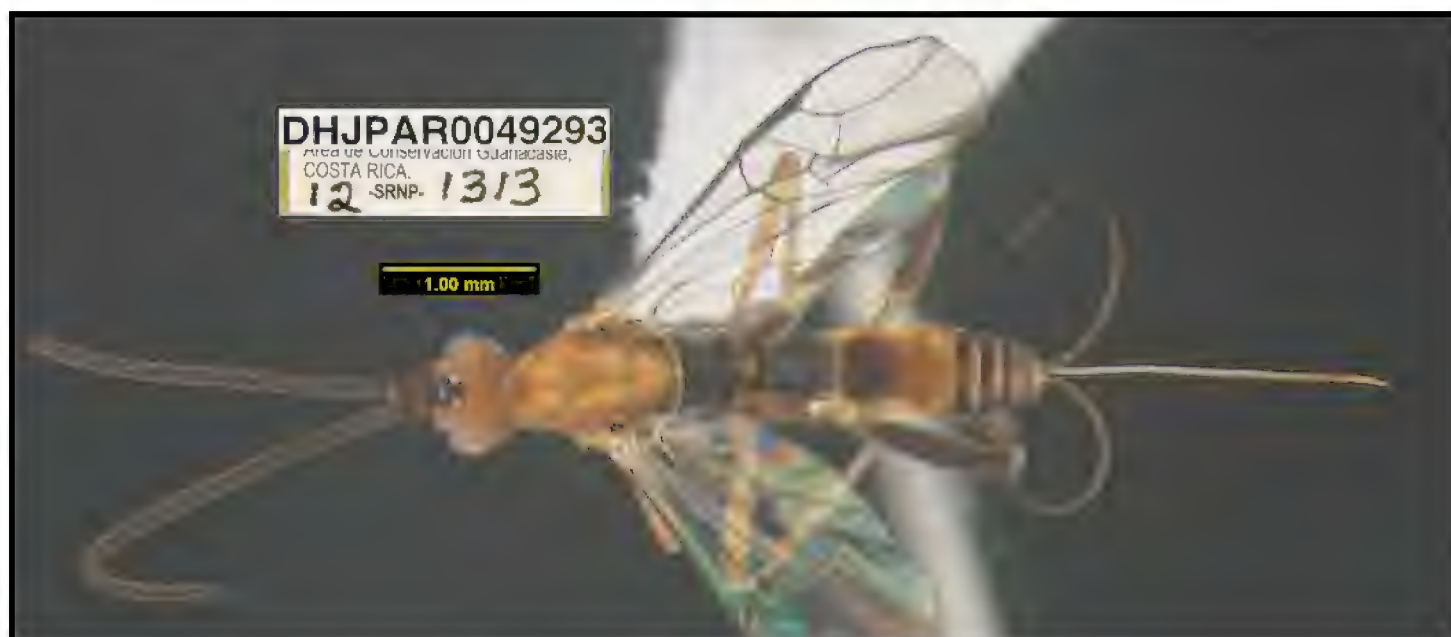 DHJPAR0049293
Area de Conservacion Guanacaste,
COSTA RICA.
12 -SRNP- 1313
1.00 mm